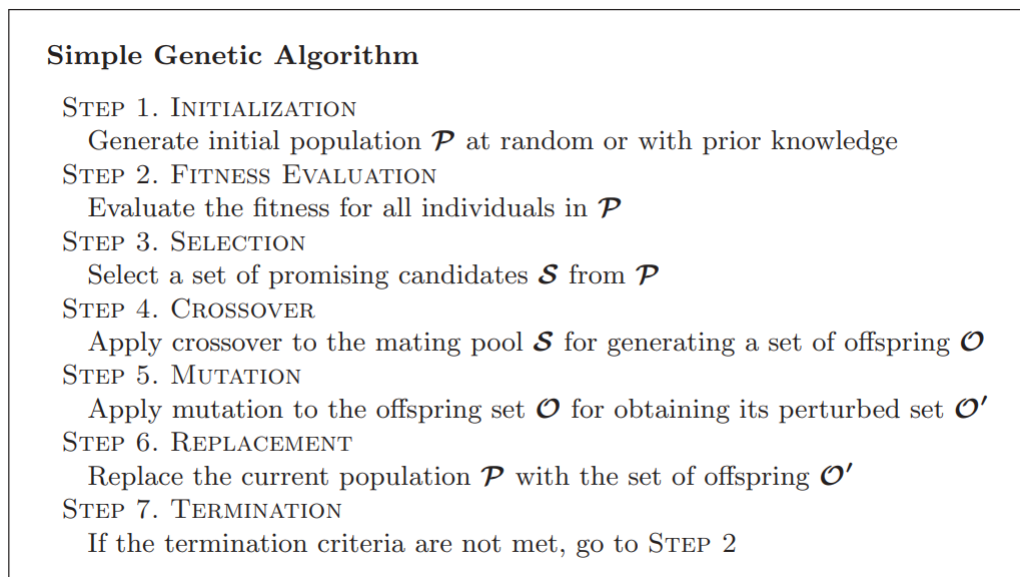 Simple Genetic Algorithm
STEP 1. INITIALIZATION
Generate initial population 𝓟 at random or with prior knowledge
STEP 2. FITNESS EVALUATION
Evaluate the fitness for all individuals in 𝓟
STEP 3. SELECTION
Select a set of promising candidates 𝓢 from 𝓟
STEP 4. CROSSOVER
Apply crossover to the mating pool 𝓢 for generating a set of offspring 𝓞
STEP 5. MUTATION
Apply mutation to the offspring set 𝓞 for obtaining its perturbed set 𝓞′
STEP 6. REPLACEMENT
Replace the current population 𝓟 with the set of offspring 𝓞′
STEP 7. TERMINATION
If the termination criteria are not met, go to STEP 2